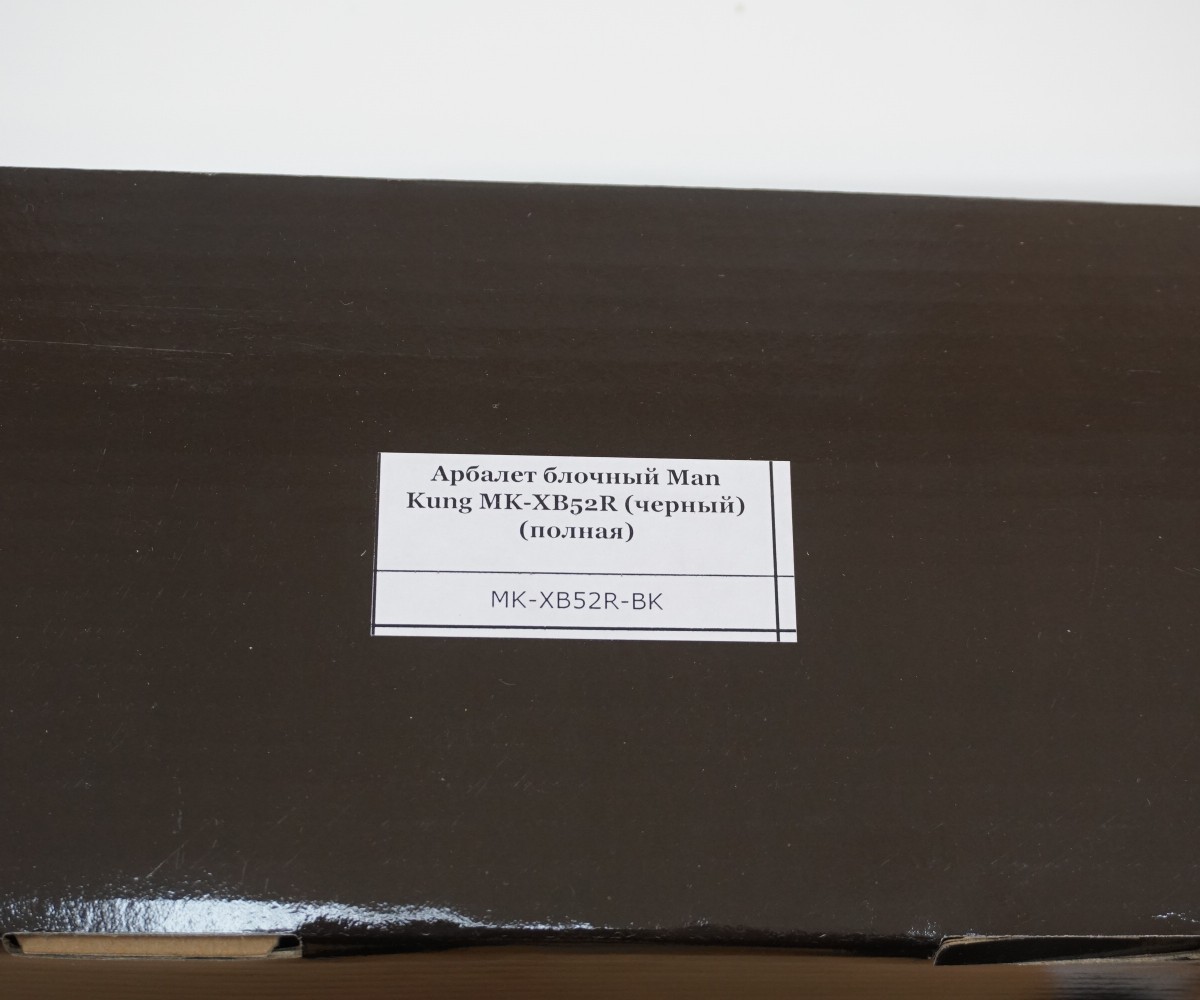 Арбалет блочный Man
Kung MK-XB52R (черный)
(полная)
MK-XB52R-BK